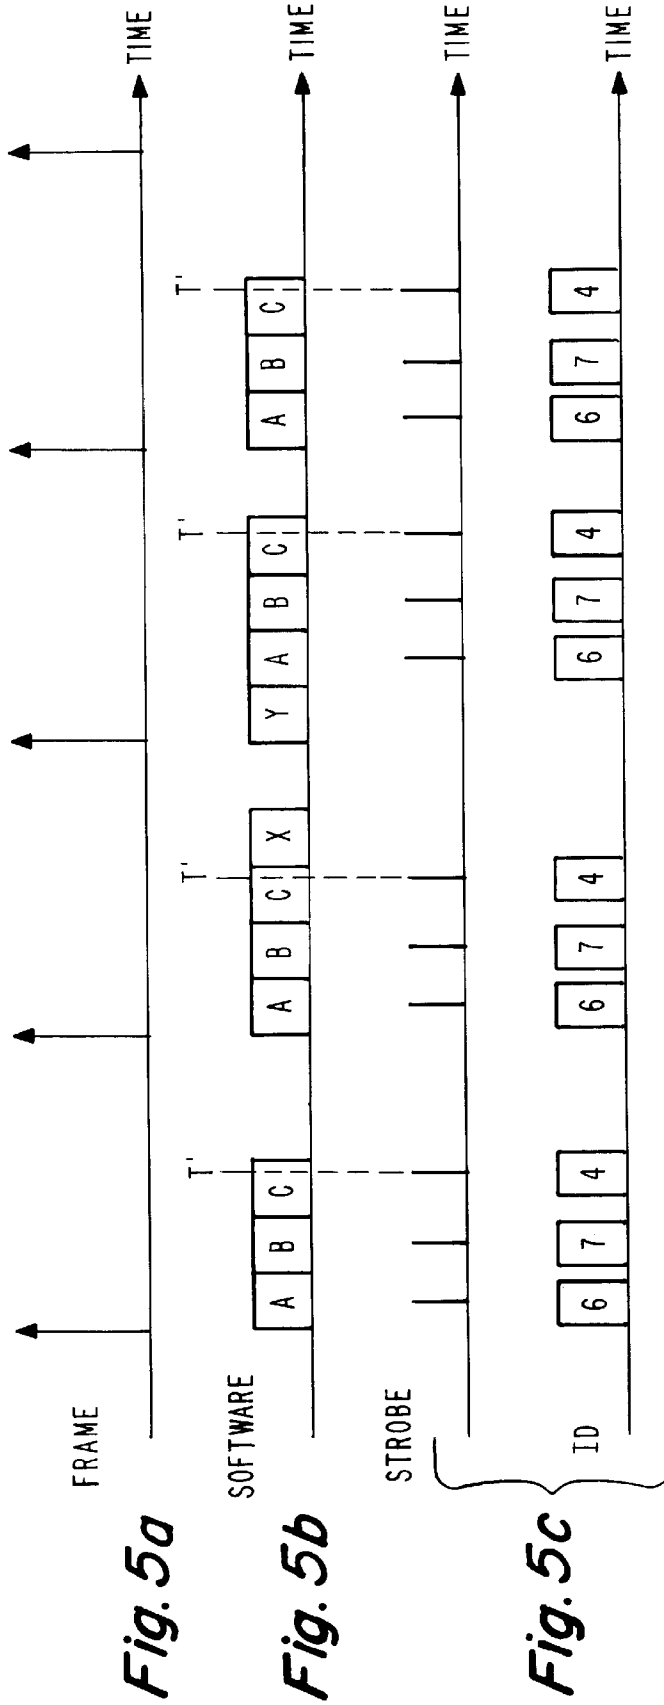 Fig. 5a
FRAME
TIME
Fig. 5b
SOFTWARE
T' T' T' T'
A B C A B C X Y A B C A B C
TIME
Fig. 5c
STROBE
TIME
ID
6 7 4 6 7 4 6 7 4 6 7 4
TIME